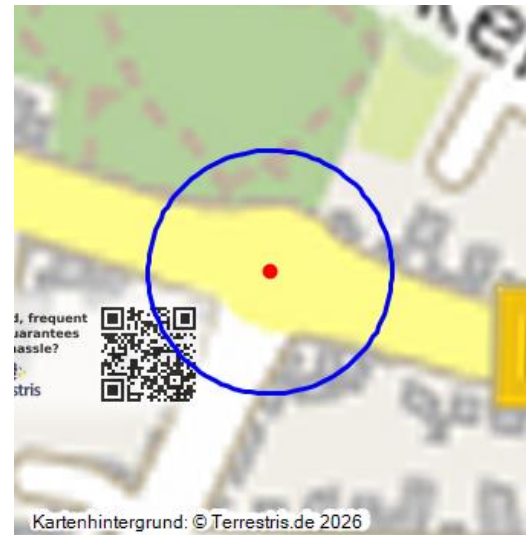 d, frequent
uarantees
assle?
stris
Kartenhintergrund: © Terrestris.de 2026